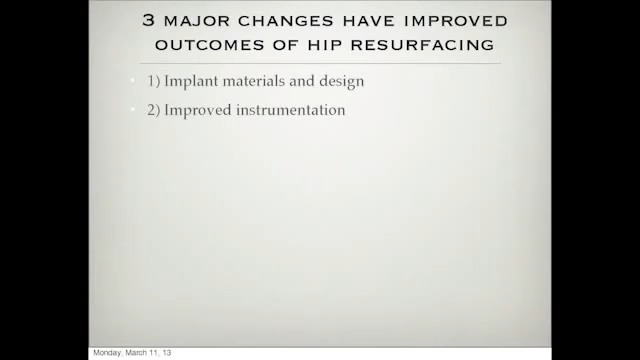 3 MAJOR CHANGES HAVE IMPROVED
OUTCOMES OF HIP RESURFACING
• 1) Implant materials and design
• 2) Improved instrumentation
Monday, March 11, 13